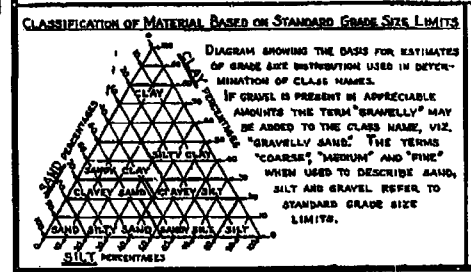 CLASSIFICATION OF MATERIAL BASED ON STANDARD GRADE SIZE LIMITS
DIAGRAM SHOWING THE BASIS FOR ESTIMATES
OF GRADE SIZE DISTRIBUTION USED IN DETER-
MINATION OF CLASS NAMES.
IF GRAVEL IS PRESENT IN APPRECIABLE
AMOUNTS THE TERM "GRAVELLY" MAY
BE ADDED TO THE CLASS NAME, VIZ.
"GRAVELLY SAND." THE TERMS
"COARSE", "MEDIUM" AND "FINE"
WHEN USED TO DESCRIBE SAND,
SILT AND GRAVEL REFER TO
STANDARD GRADE SIZE
LIMITS.
100
CLAY PERCENTAGES
SAND PERCENTAGES
CLAY
SILTY CLAY
SANDY CLAY
CLAYEY SAND
CLAYEY SILT
SAND
SILTY SAND
SANDY SILT
SILT
SILT PERCENTAGES